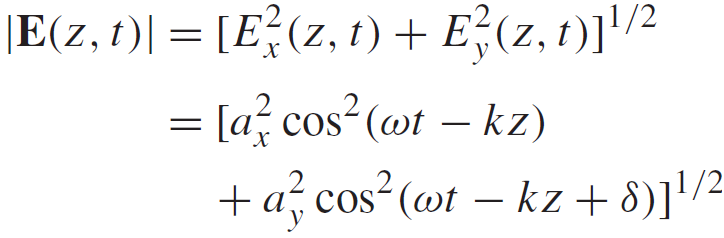 |E(z, t)| = [E_x^2(z, t) + E_y^2(z, t)]^{1/2}
= [a_x^2 cos^2(ωt − kz)
+ a_y^2 cos^2(ωt − kz + δ)]^{1/2}